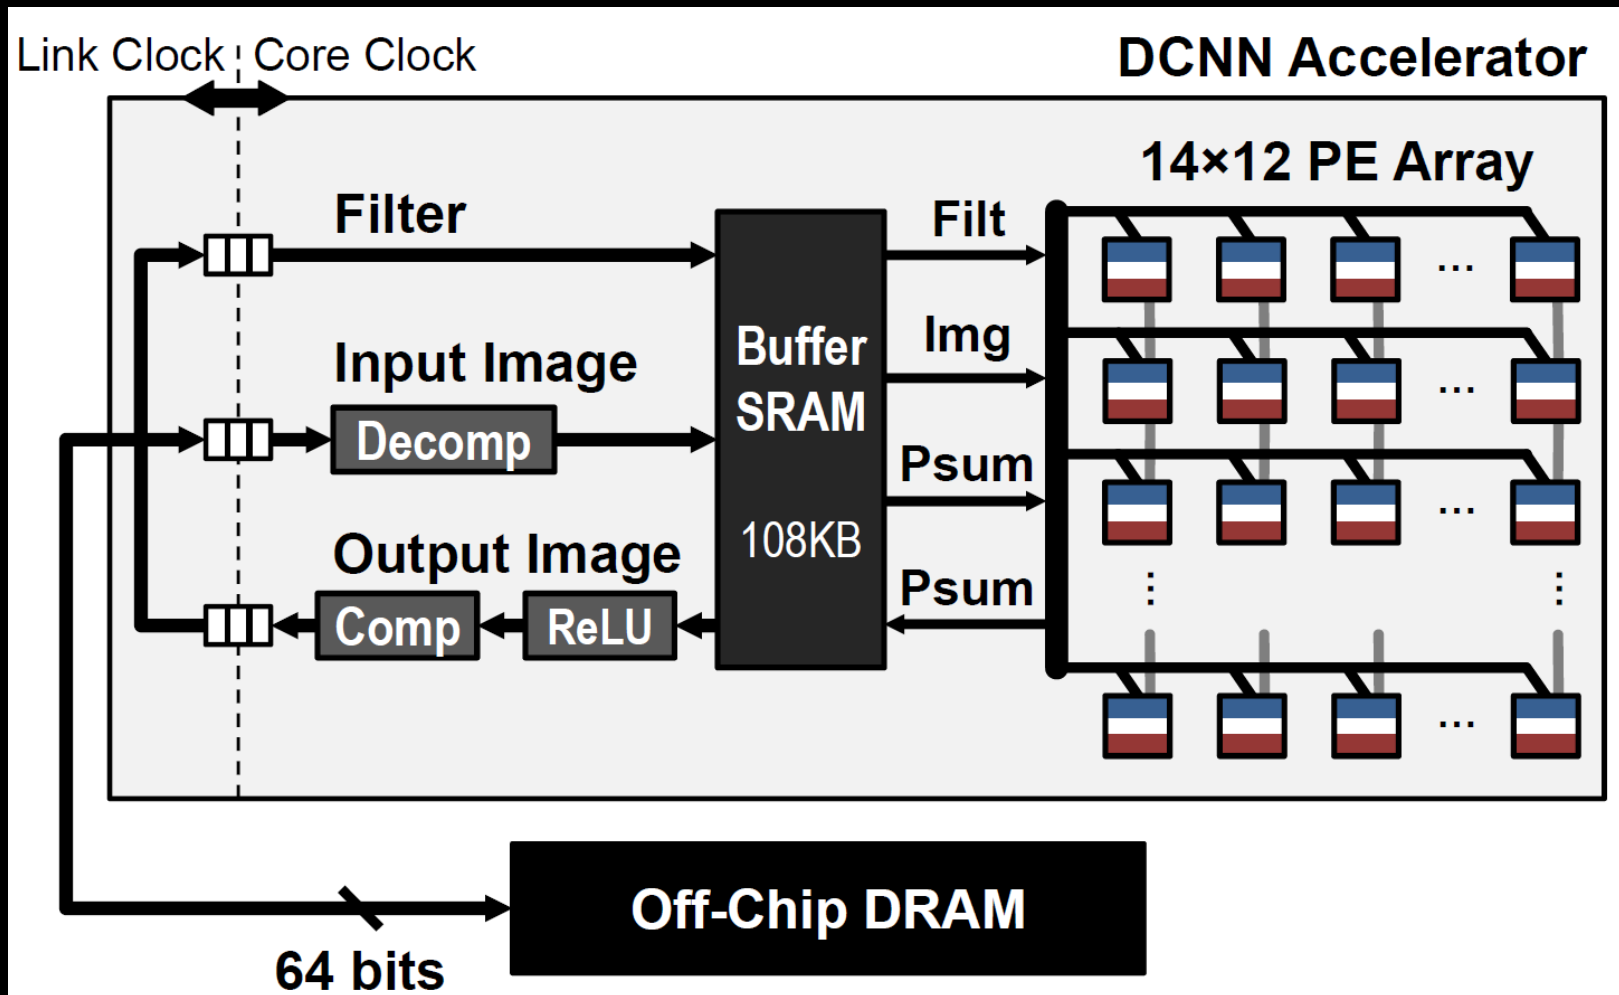 Link Clock Core Clock
DCNN Accelerator
14×12 PE Array
Filter
Input Image
Decomp
Output Image
Comp
ReLU
Buffer
SRAM
108KB
Filt
Img
Psum
Psum
...
...
...
...
...
...
Off-Chip DRAM
64 bits